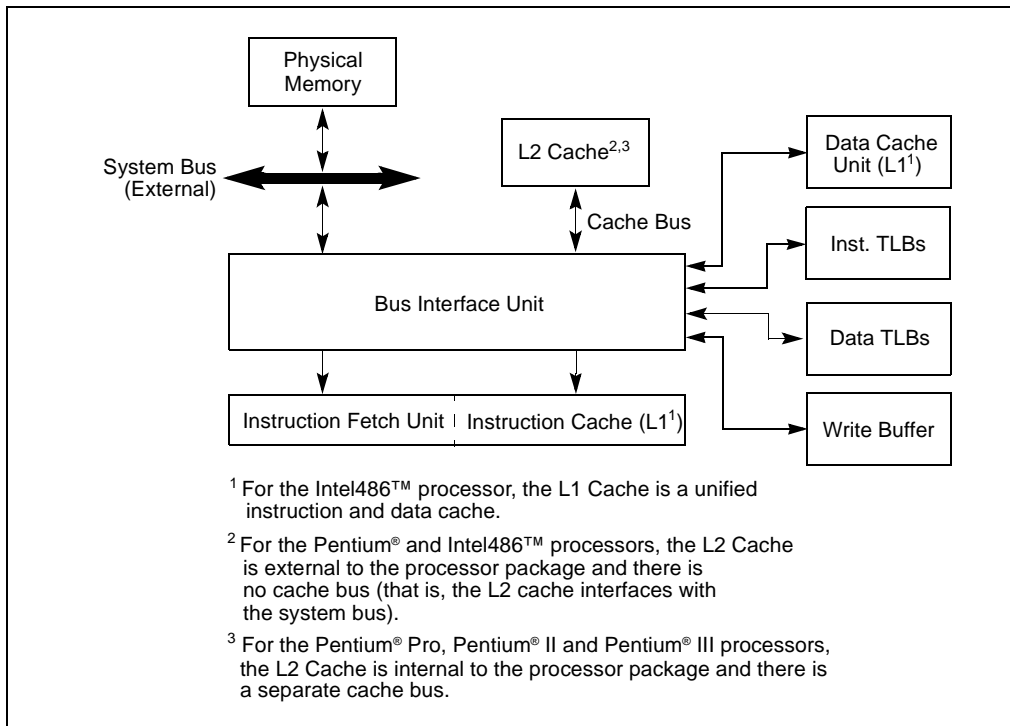 Physical
Memory
System Bus
(External)
L2 Cache2,3
Cache Bus
Data Cache
Unit (L11)
Inst. TLBs
Bus Interface Unit
Data TLBs
Instruction Fetch Unit
Instruction Cache (L11)
Write Buffer
1 For the Intel486™ processor, the L1 Cache is a unified
instruction and data cache.
2 For the Pentium® and Intel486™ processors, the L2 Cache
is external to the processor package and there is
no cache bus (that is, the L2 cache interfaces with
the system bus).
3 For the Pentium® Pro, Pentium® II and Pentium® III processors,
the L2 Cache is internal to the processor package and there is
a separate cache bus.